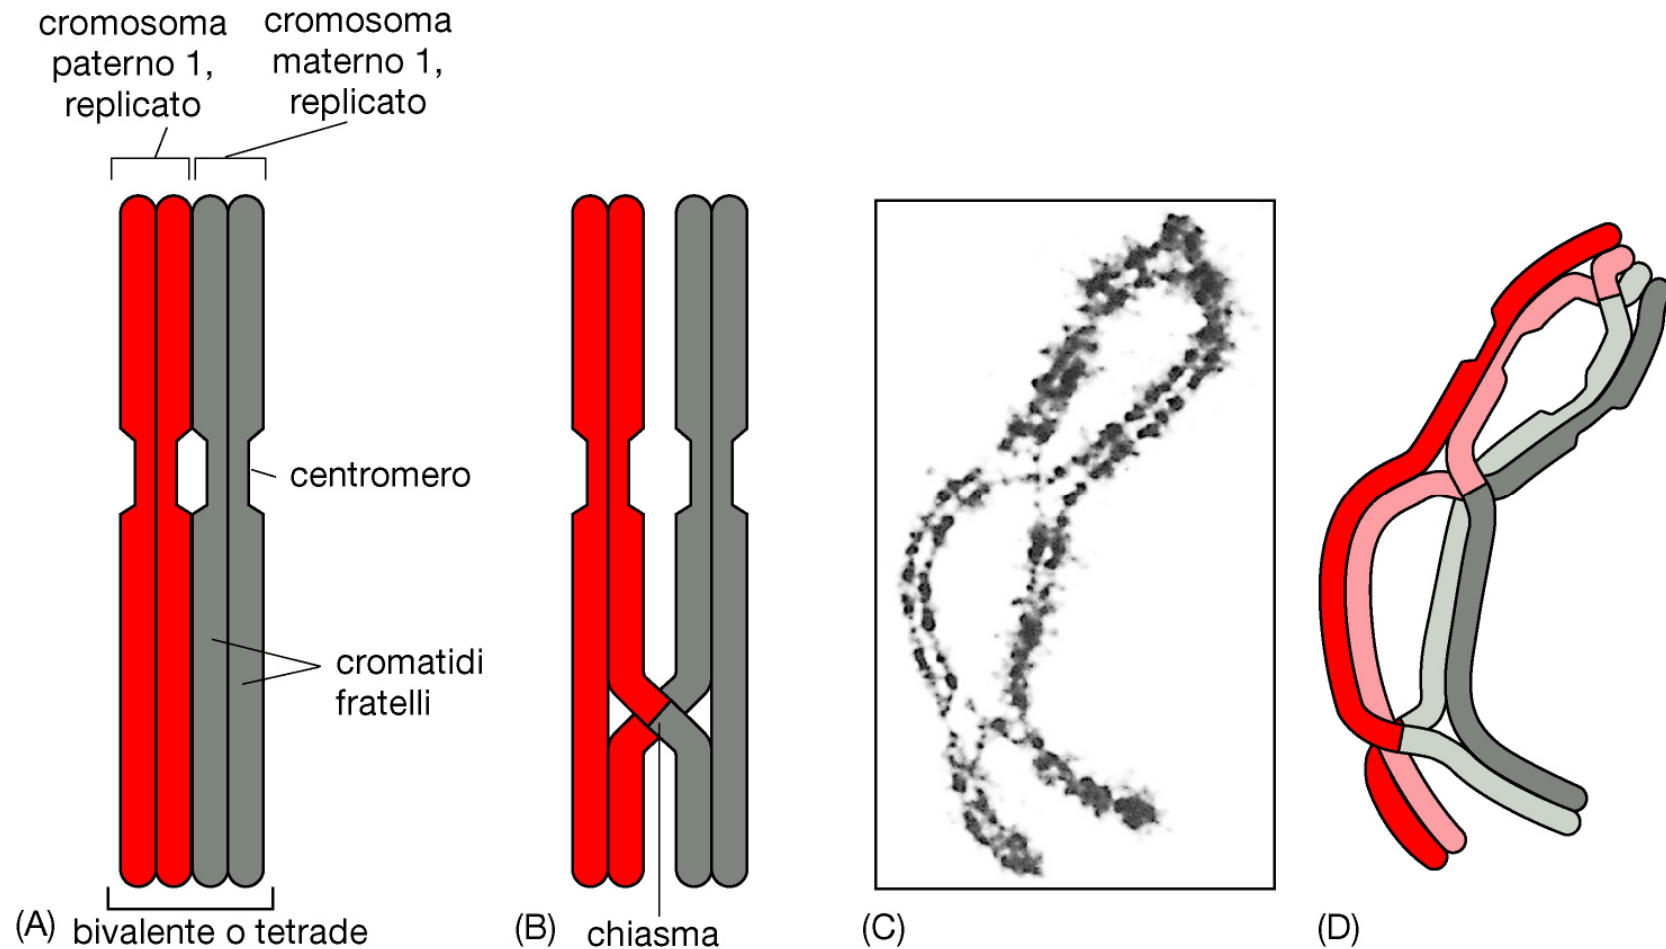 cromosoma
paterno 1,
replicato
cromosoma
materno 1,
replicato
centromero
cromatidi
fratelli
(A) bivalente o tetrade
(B) chiasma
(C)
(D)